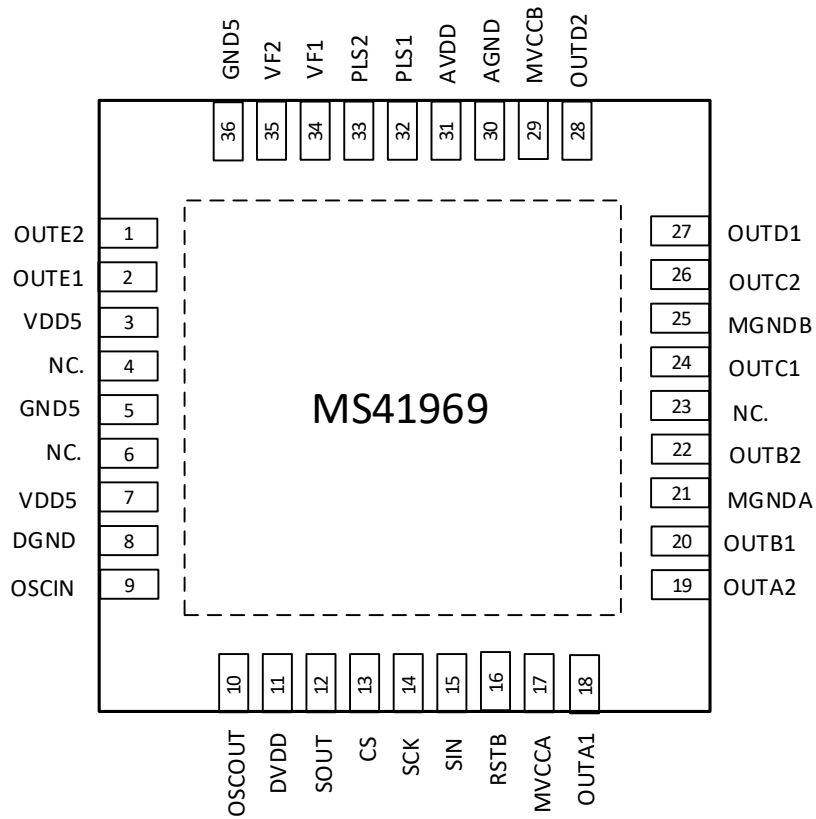 GND5
VF2
VF1
PLS2
PLS1
AVDD
AGND
MVCCB
OUTD2
36
35
34
33
32
31
30
29
28
OUTE2 1
OUTE1 2
VDD5 3
NC. 4
GND5 5
NC. 6
VDD5 7
DGND 8
OSCIN 9
MS41969
27 OUTD1
26 OUTC2
25 MGNDB
24 OUTC1
23 NC.
22 OUTB2
21 MGNDA
20 OUTB1
19 OUTA2
10
11
12
13
14
15
16
17
18
OSCOUT
DVDD
SOUT
CS
SCK
SIN
RSTB
MVCCA
OUTA1